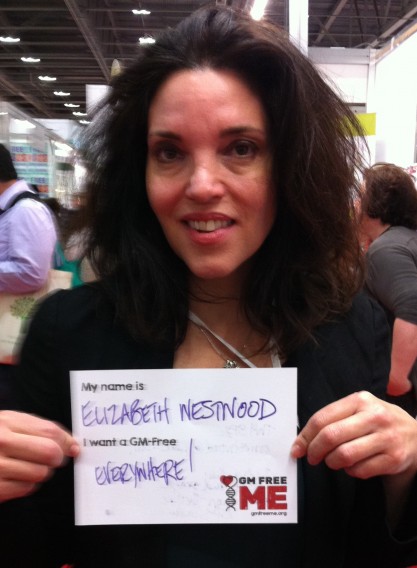 My name is
ELIZABETH WESTWOOD
I want a GM-Free
EVERYWHERE!
GM FREE
ME
gmfreeme.org